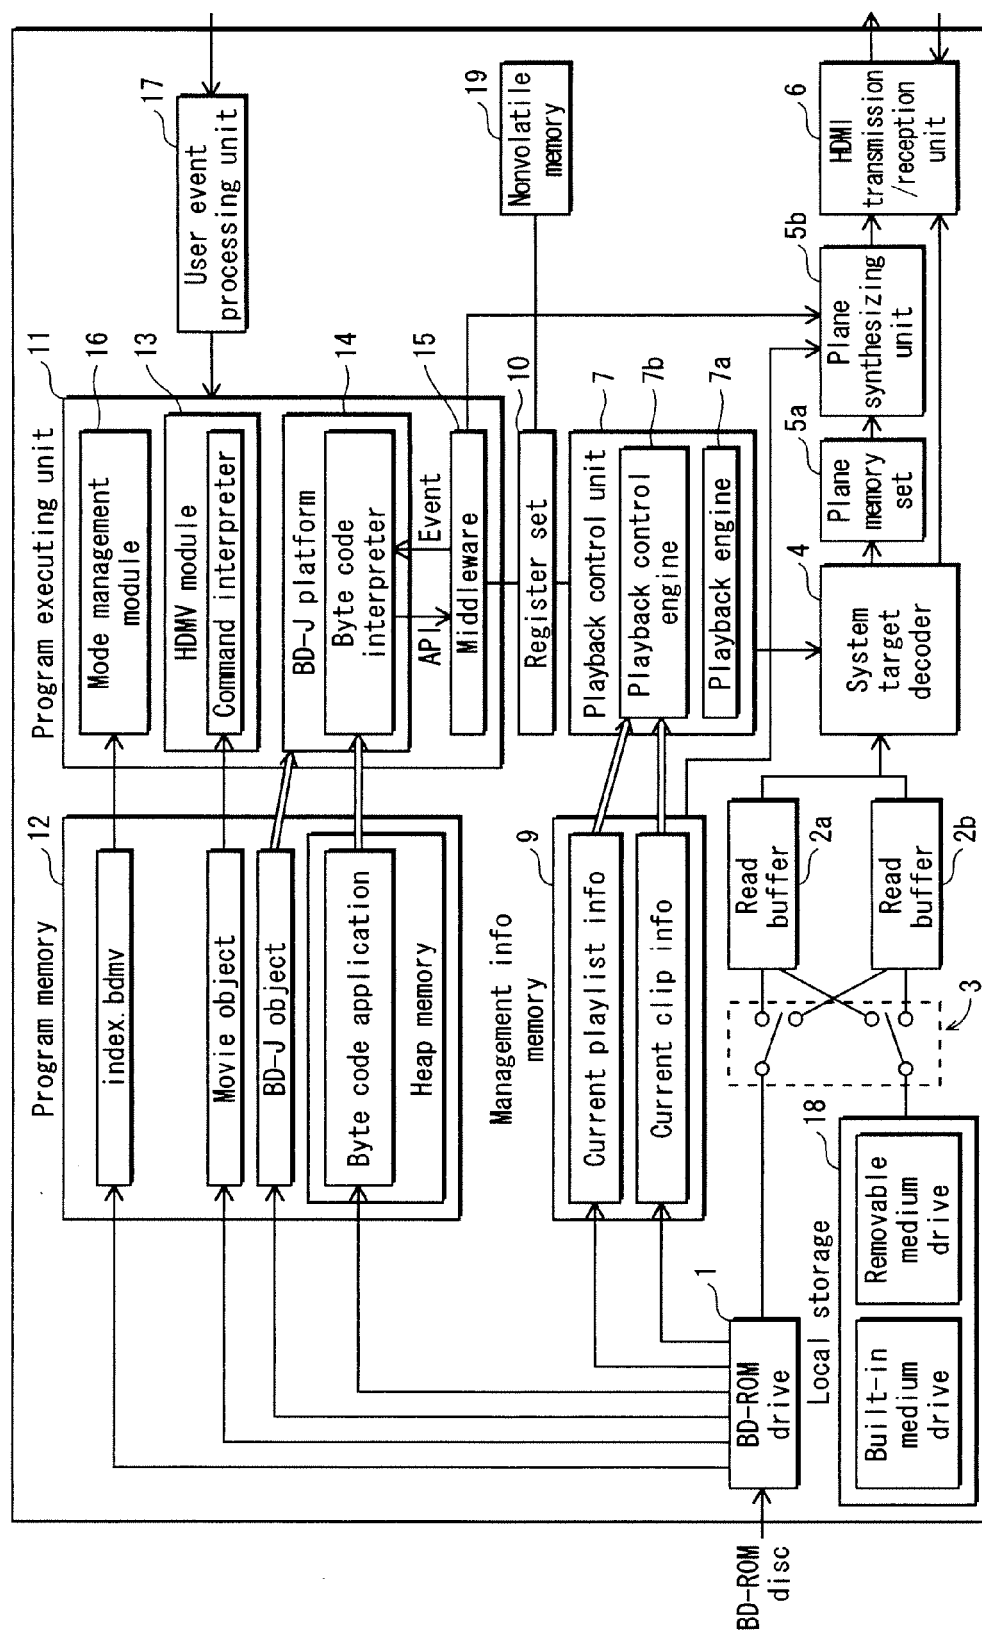 Program memory
12
index.bdmv
Movie object
BD-J object
Byte code application
Heap memory
Program executing unit
11
Mode management
module
16
HDMV module
13
Command interpreter
BD-J platform
14
Byte code
interpreter
API
Event
Middleware
15
User event
processing unit
17
Register set
10
Nonvolatile
memory
19
Management info
memory
9
Current playlist info
Current clip info
Playback control unit
7
Playback control
engine
7b
Playback engine
7a
BD-ROM
disc
BD-ROM
drive
1
Local storage
18
Built-in
medium
drive
Removable
medium
drive
3
Read
buffer
2a
Read
buffer
2b
System
target
decoder
4
Plane
memory
set
5a
Plane
synthesizing
unit
5b
HDMI
transmission
/reception
unit
6